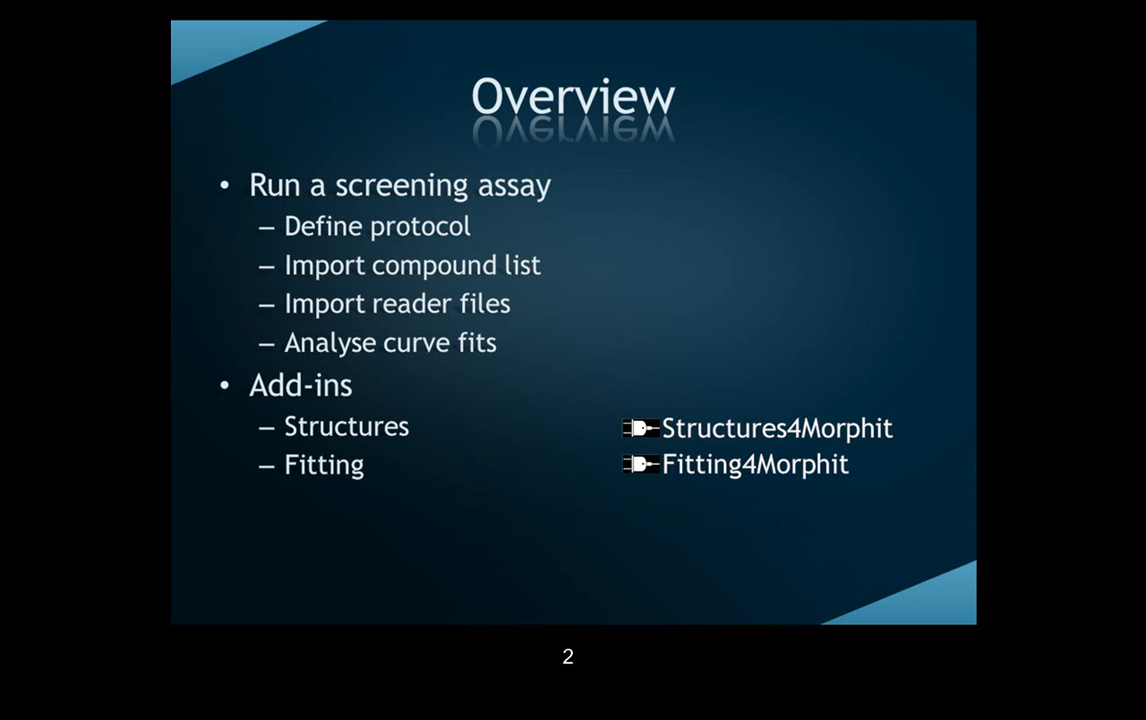 Overview
• Run a screening assay
– Define protocol
– Import compound list
– Import reader files
– Analyse curve fits
• Add-ins
– Structures
Structures4Morphit
– Fitting
Fitting4Morphit
2